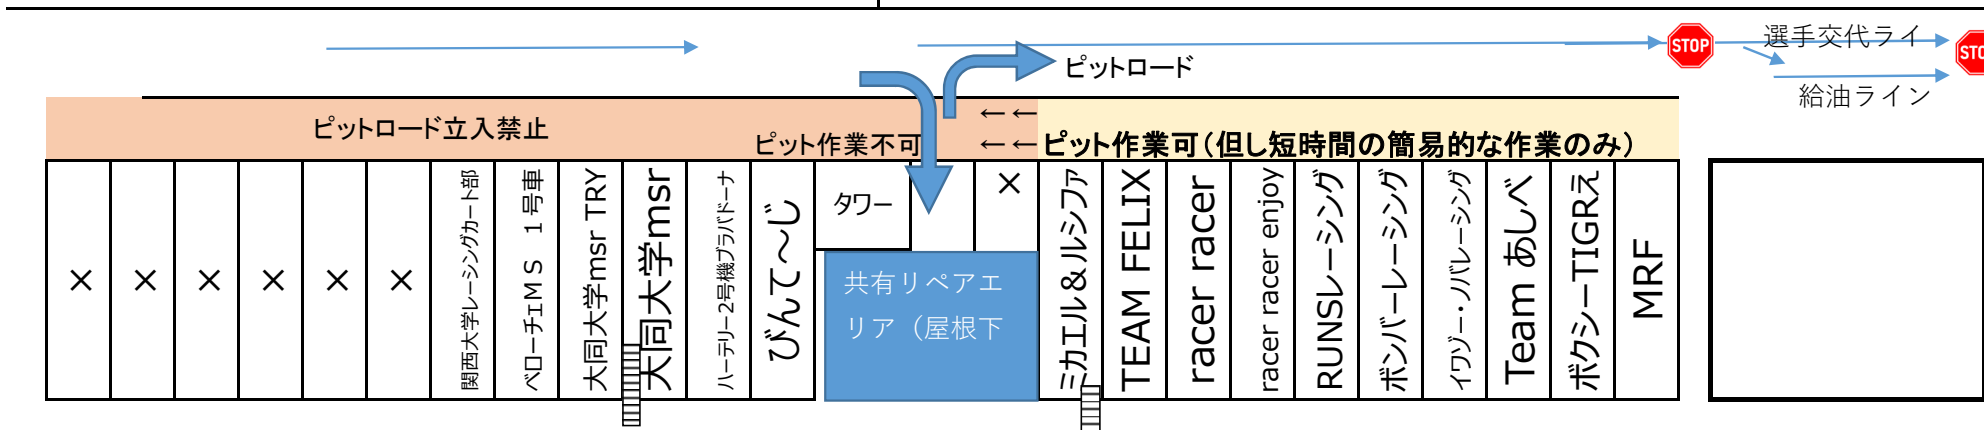 選手交代ライ
STOP
STO
ピットロード
給油ライン
ピットロード立入禁止
← ←
ピット作業不可
← ←
ピット作業可（但し短時間の簡易的な作業のみ）
×
×
×
×
×
×
関西大学レーシングカート部
ベローチェMS 1号車
大同大学msr TRY
大同大学msr
ハーテリー2号機ブラバドーナ
びんて～じ
タワー
共有リペアエ
リア（屋根下
×
ミカエル＆ルシファ
TEAM FELIX
racer racer
racer racer enjoy
RUNSレーシング
ボンバーレーシング
イワゾー・ノバレーシング
Team あしべ
ボクシーTIGRえ
MRF